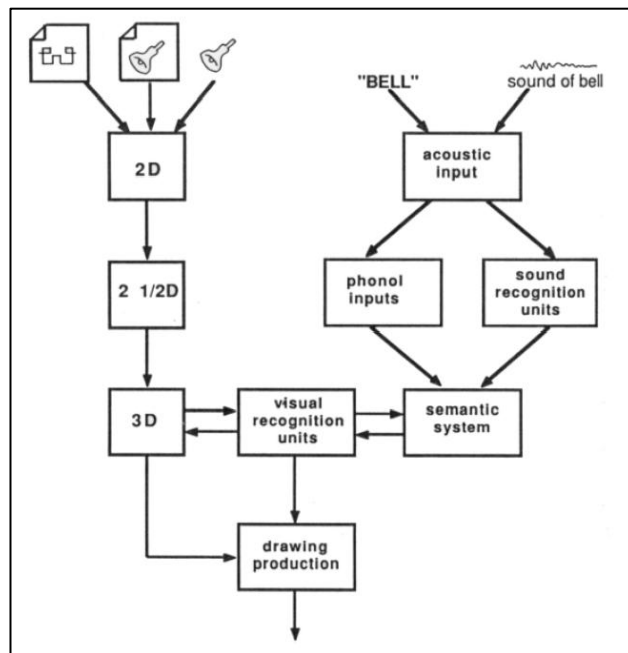 "BELL"
sound of bell
2D
acoustic
input
2 1/2D
phonol
inputs
sound
recognition
units
3D
visual
recognition
units
semantic
system
drawing
production